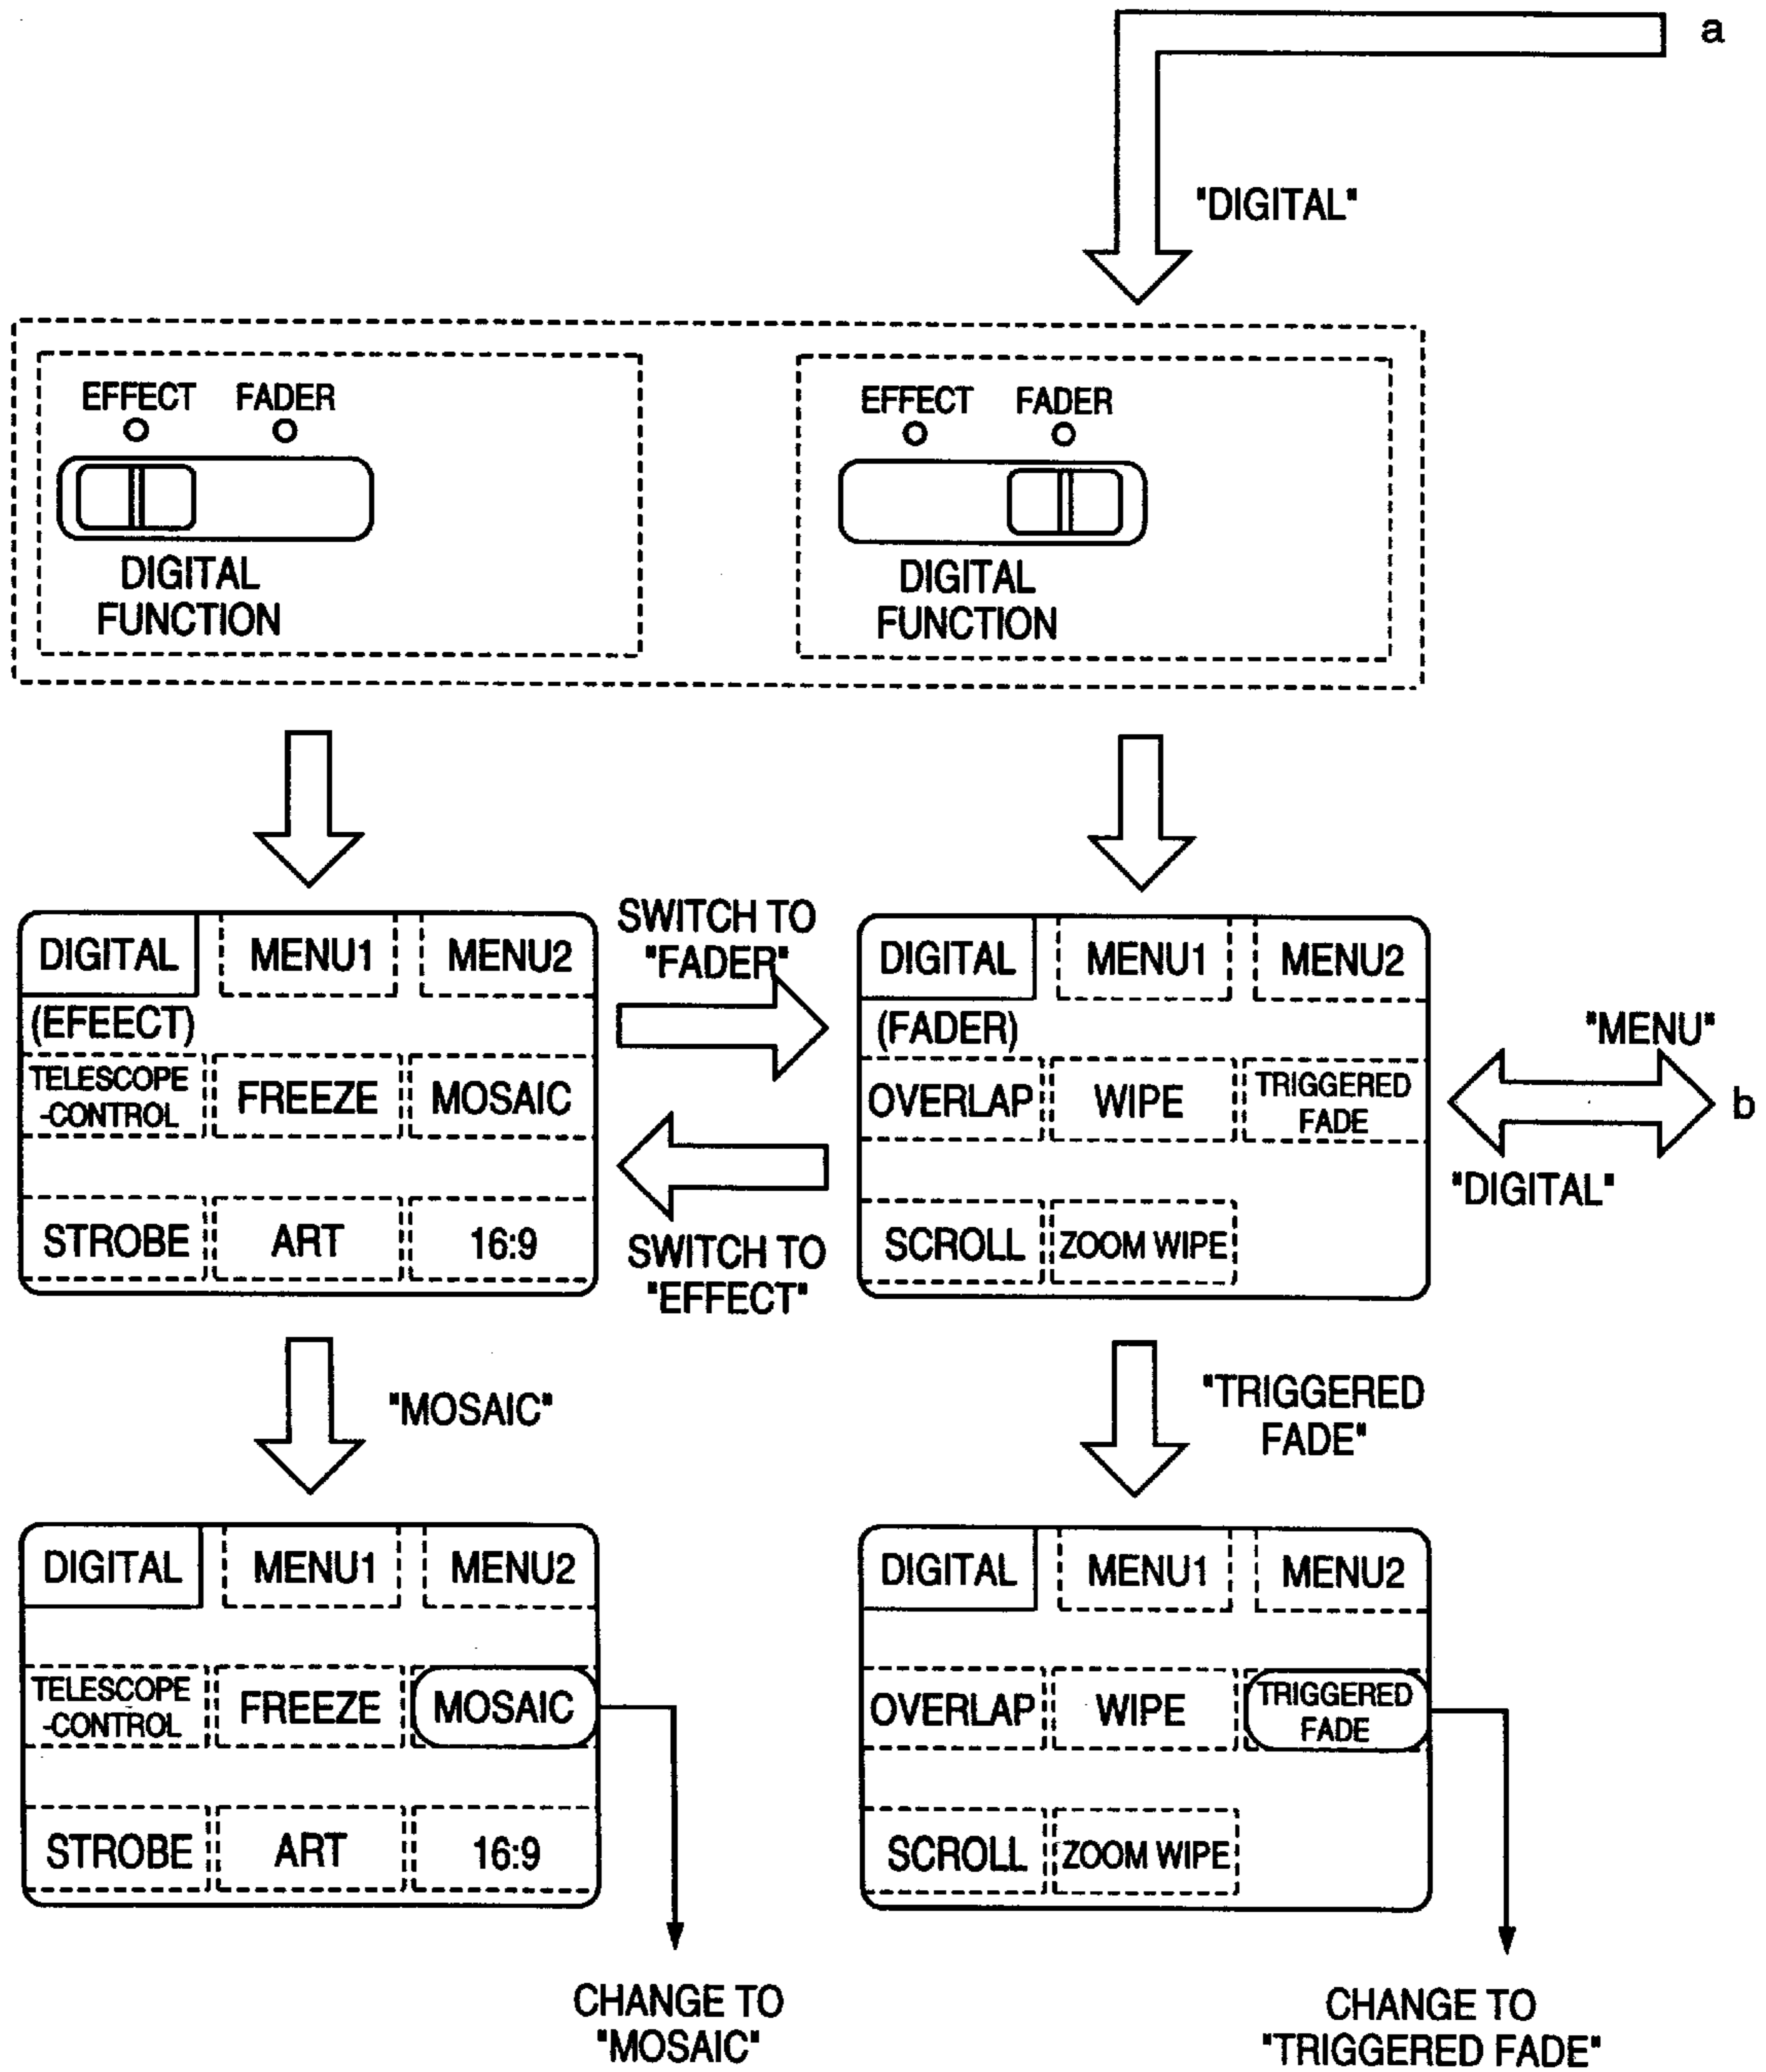 a
"DIGITAL"
EFFECT FADER
DIGITAL
FUNCTION
EFFECT FADER
DIGITAL
FUNCTION
DIGITAL MENU1 MENU2
(EFEECT)
TELESCOPE
-CONTROL
FREEZE MOSAIC
STROBE ART 16:9
SWITCH TO
"FADER"
SWITCH TO
"EFFECT"
DIGITAL MENU1 MENU2
(FADER)
OVERLAP WIPE
TRIGGERED
FADE
SCROLL ZOOM WIPE
"MENU"
b
"DIGITAL"
"MOSAIC"
"TRIGGERED
FADE"
DIGITAL MENU1 MENU2
TELESCOPE
-CONTROL
FREEZE MOSAIC
STROBE ART 16:9
CHANGE TO
"MOSAIC"
DIGITAL MENU1 MENU2
OVERLAP WIPE
TRIGGERED
FADE
SCROLL ZOOM WIPE
CHANGE TO
"TRIGGERED FADE"